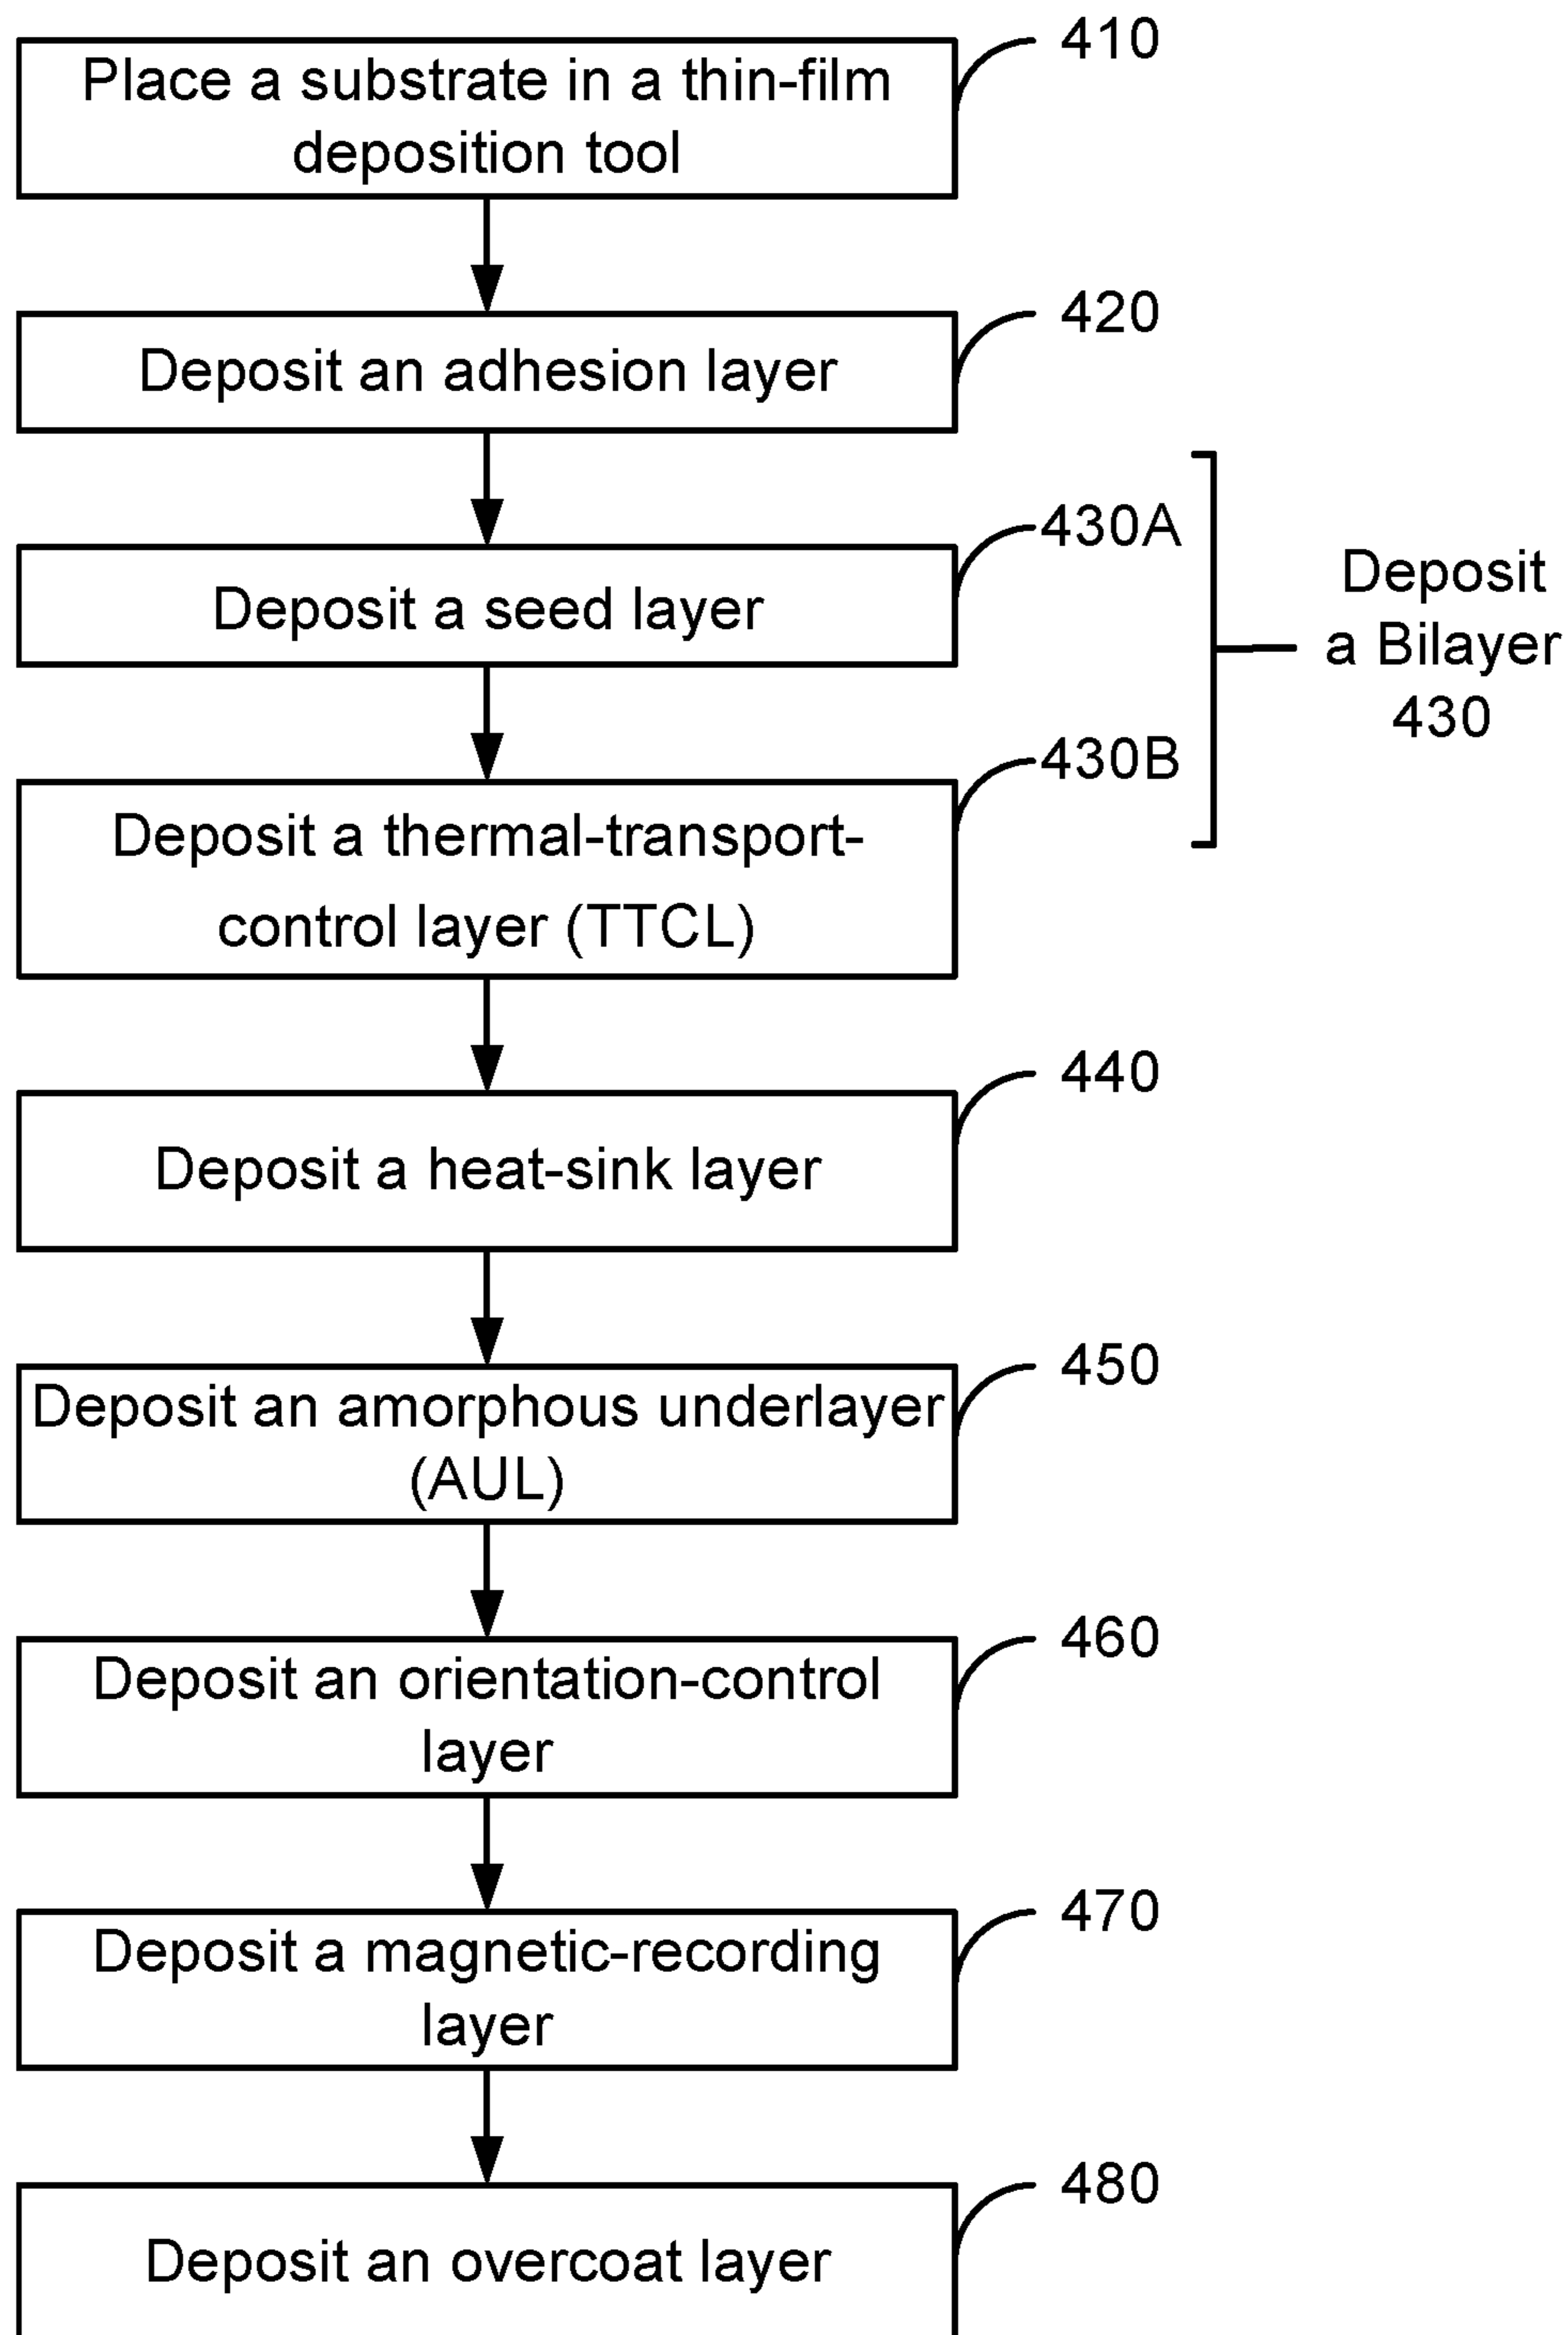 410
Place a substrate in a thin-film
deposition tool
420
Deposit an adhesion layer
430A
Deposit a seed layer
Deposit
a Bilayer
430
430B
Deposit a thermal-transport-
control layer (TTCL)
440
Deposit a heat-sink layer
450
Deposit an amorphous underlayer
(AUL)
460
Deposit an orientation-control
layer
470
Deposit a magnetic-recording
layer
480
Deposit an overcoat layer